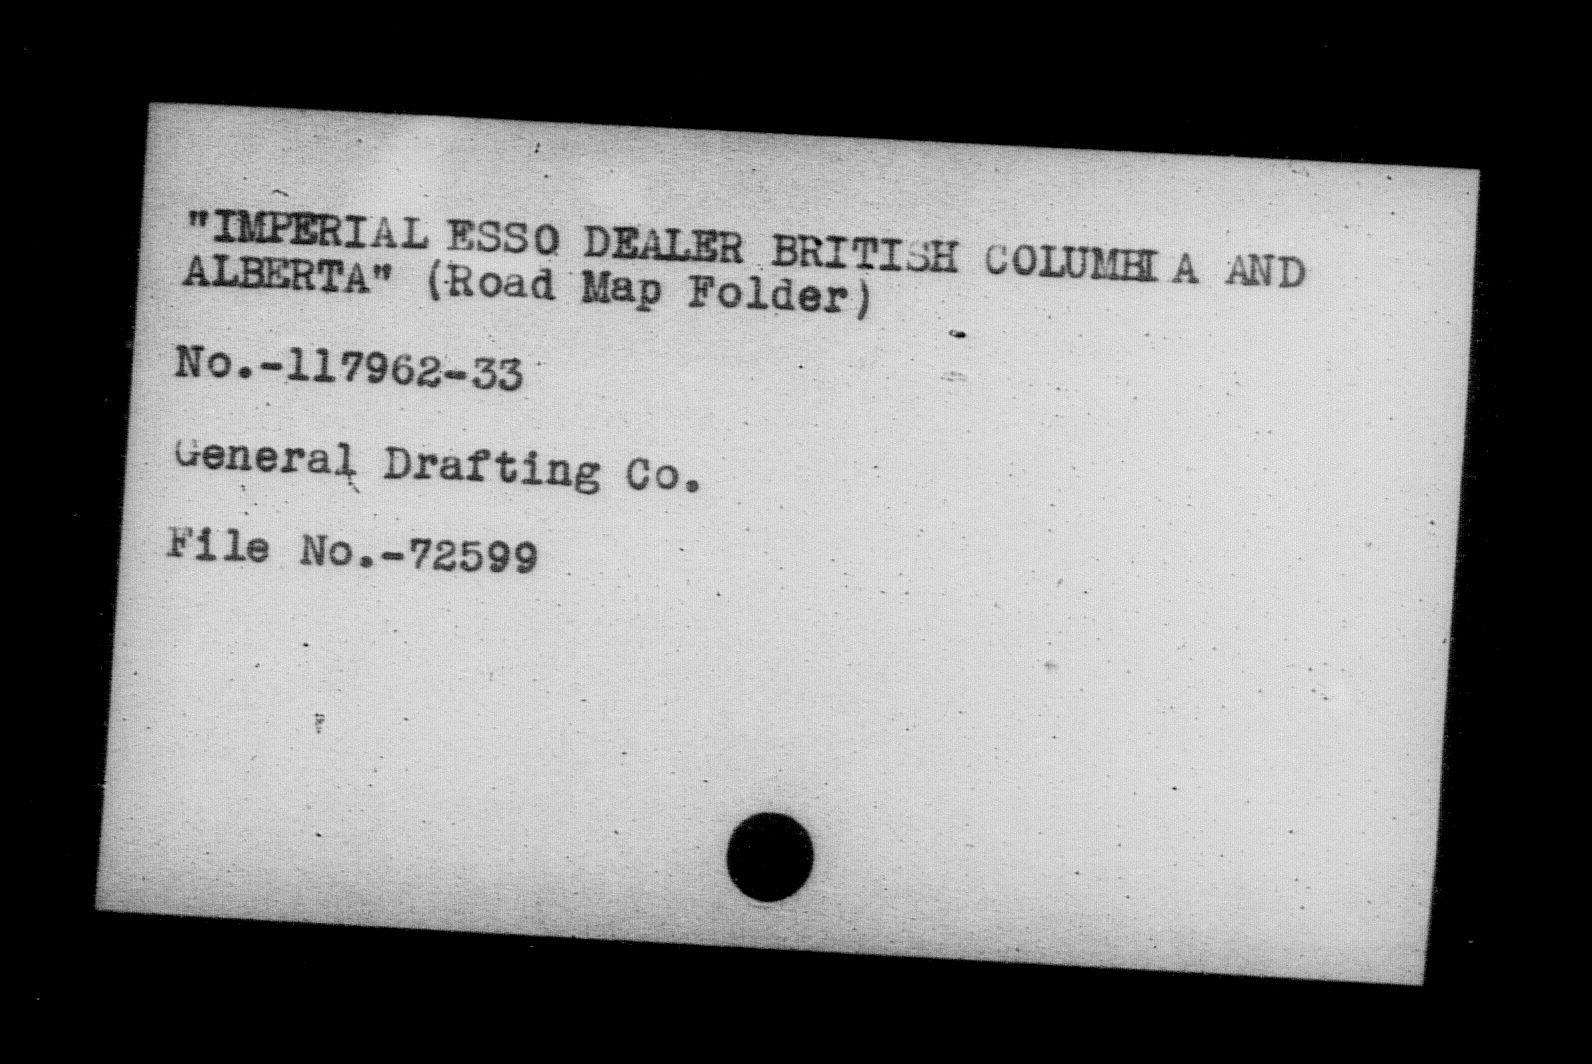 "IMPERIAL ESSO DEALER BRITISH COLUMBIA AND
ALBERTA" (Road Map Folder)
No.-117962-33
General Drafting Co.
File No.-72599